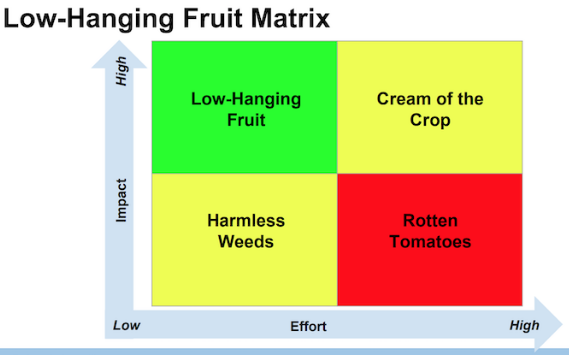 Low-Hanging Fruit Matrix
High
Low-Hanging
Fruit
Cream of the
Crop
Impact
Harmless
Weeds
Rotten
Tomatoes
Low
Effort
High